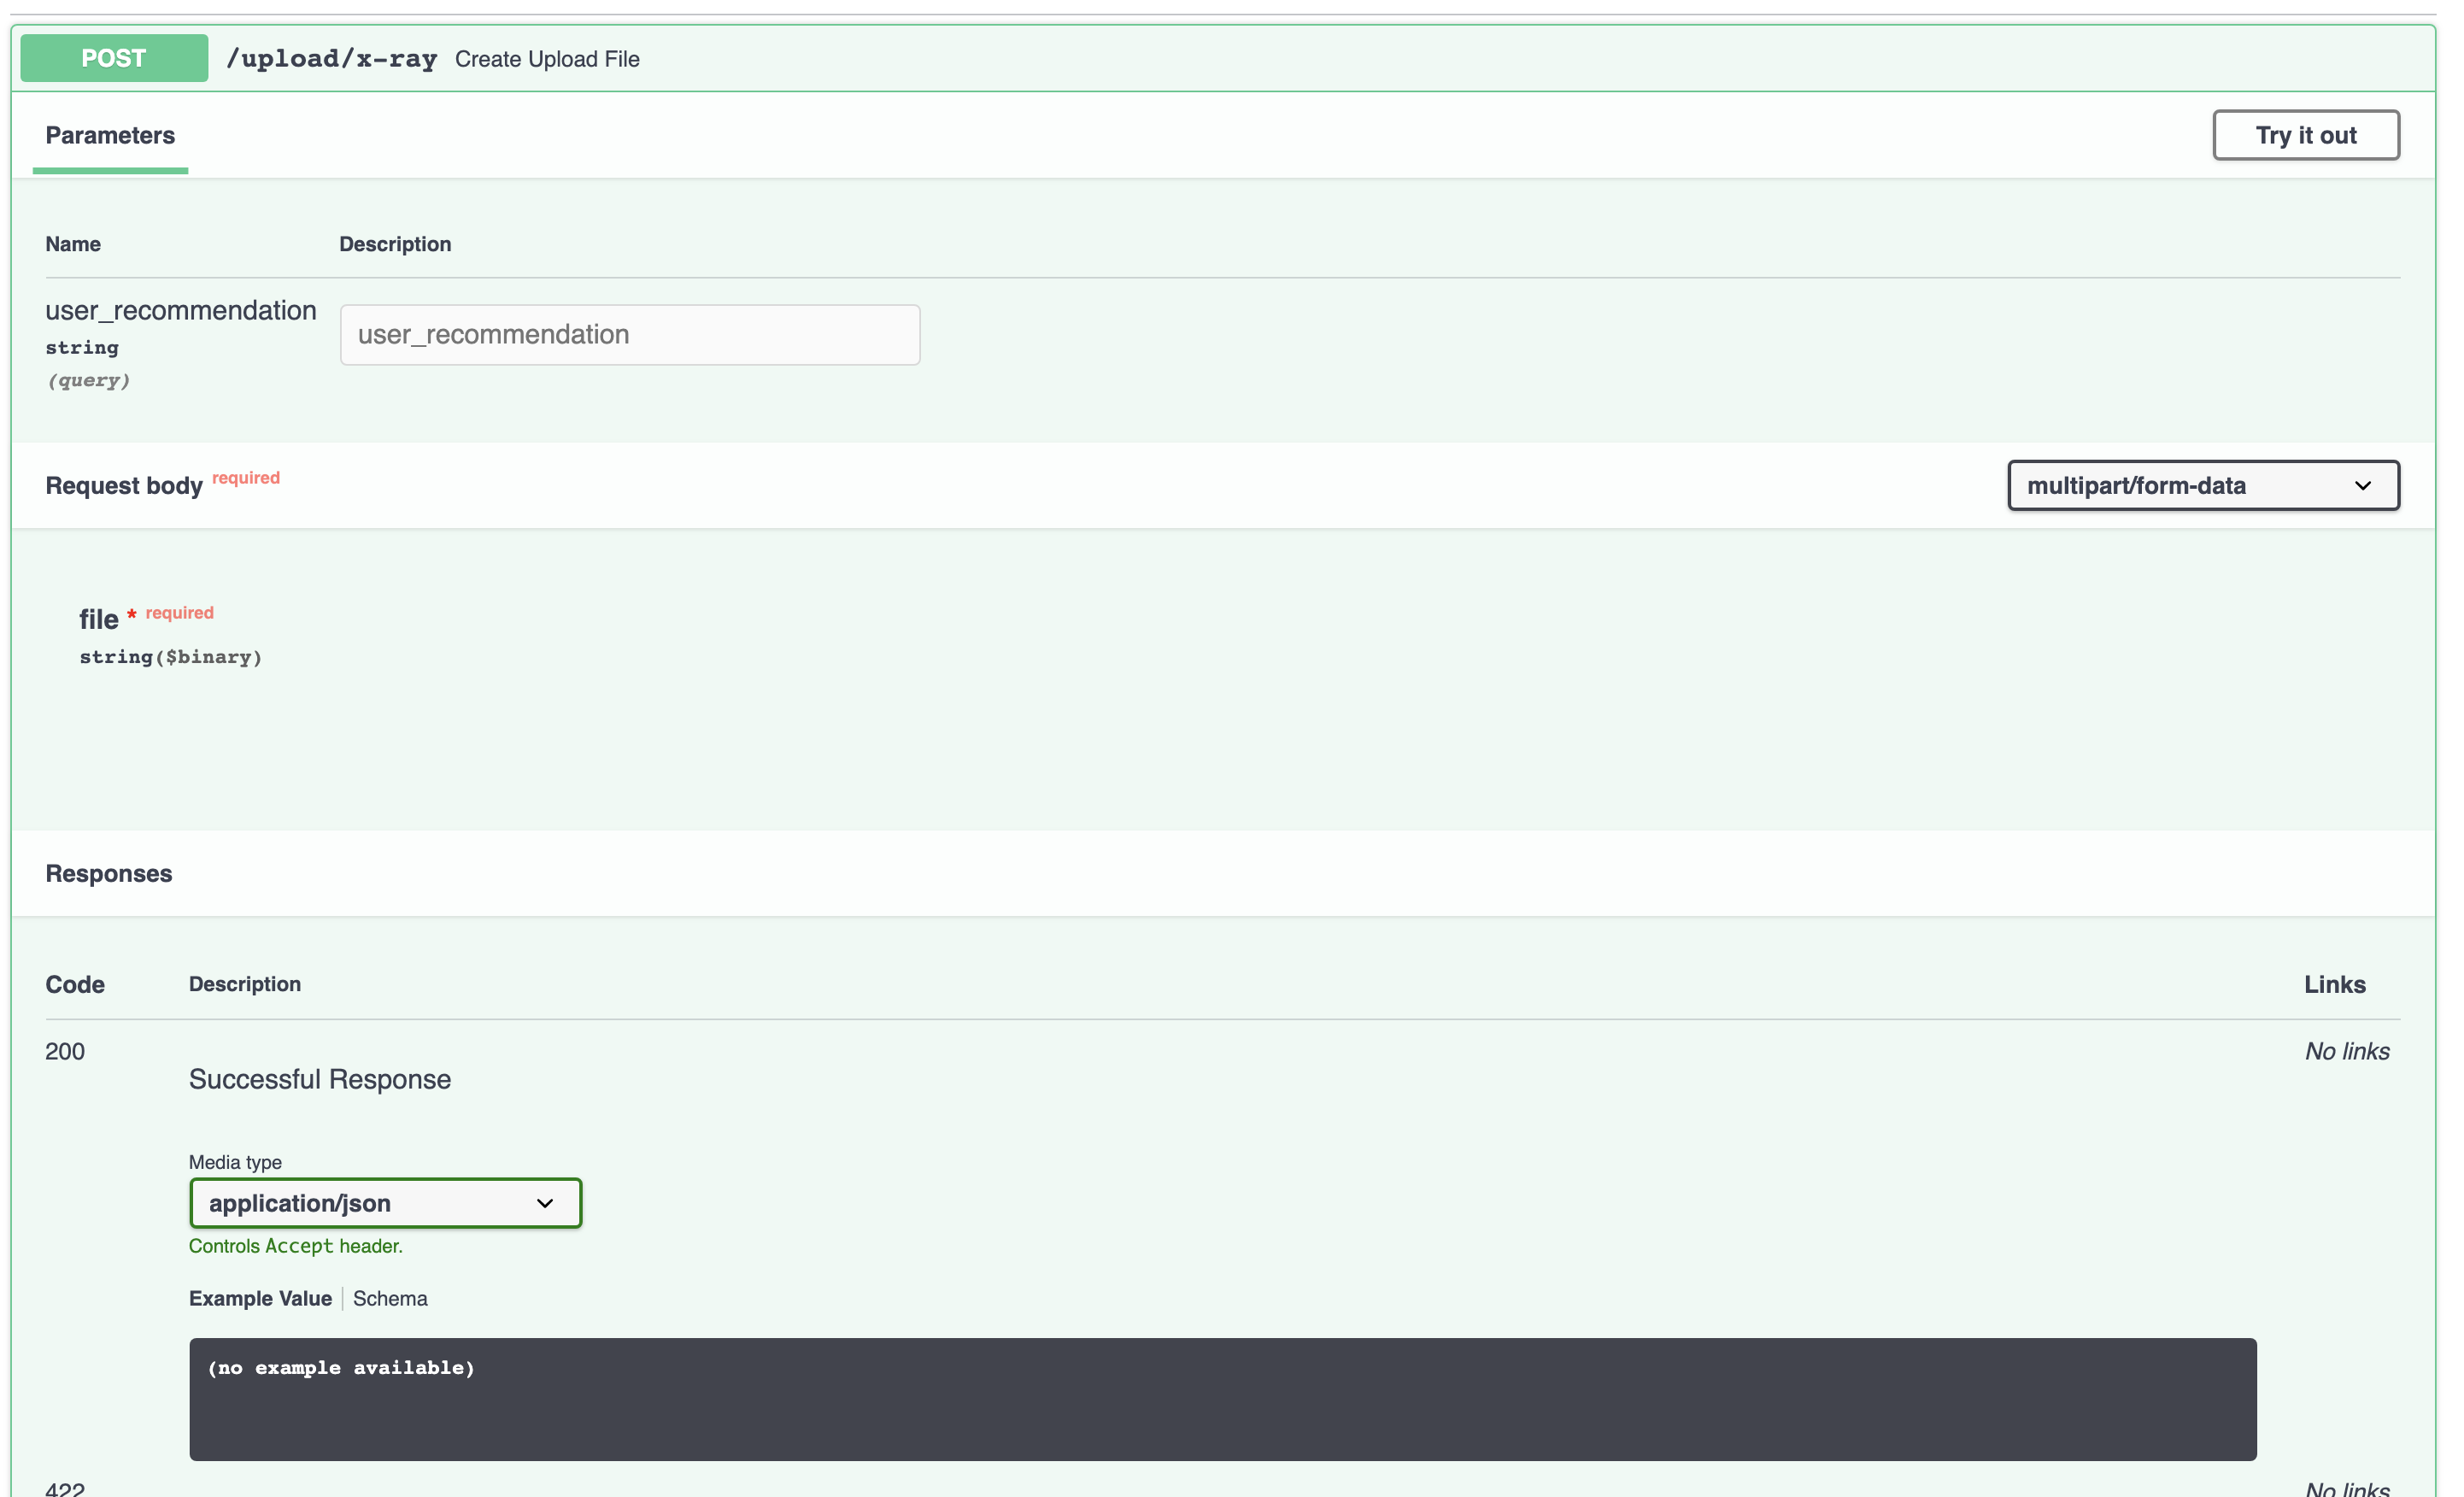 POST /upload/x-ray Create Upload File
Parameters
Try it out
Name Description
user_recommendation
string
(query)
user_recommendation
Request body required
multipart/form-data
file * required
string($binary)
Responses
Code Description Links
200
Successful Response
No links
Media type
application/json
Controls Accept header.
Example Value Schema
(no example available)
422 No links